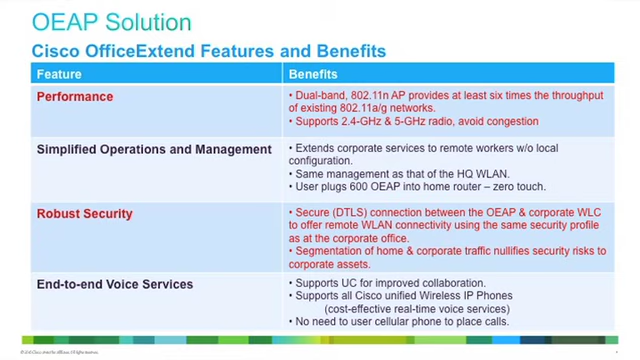 OEAP Solution
Cisco OfficeExtend Features and Benefits
Feature Benefits
Performance
• Dual-band, 802.11n AP provides at least six times the throughput
of existing 802.11a/g networks.
• Supports 2.4-GHz & 5-GHz radio, avoid congestion
Simplified Operations and Management
• Extends corporate services to remote workers w/o local
configuration.
• Same management as that of the HQ WLAN.
• User plugs 600 OEAP into home router – zero touch.
Robust Security
• Secure (DTLS) connection between the OEAP & corporate WLC
to offer remote WLAN connectivity using the same security profile
as at the corporate office.
• Segmentation of home & corporate traffic nullifies security risks to
corporate assets.
End-to-end Voice Services
• Supports UC for improved collaboration.
• Supports all Cisco unified Wireless IP Phones
(cost-effective real-time voice services)
• No need to user cellular phone to place calls.